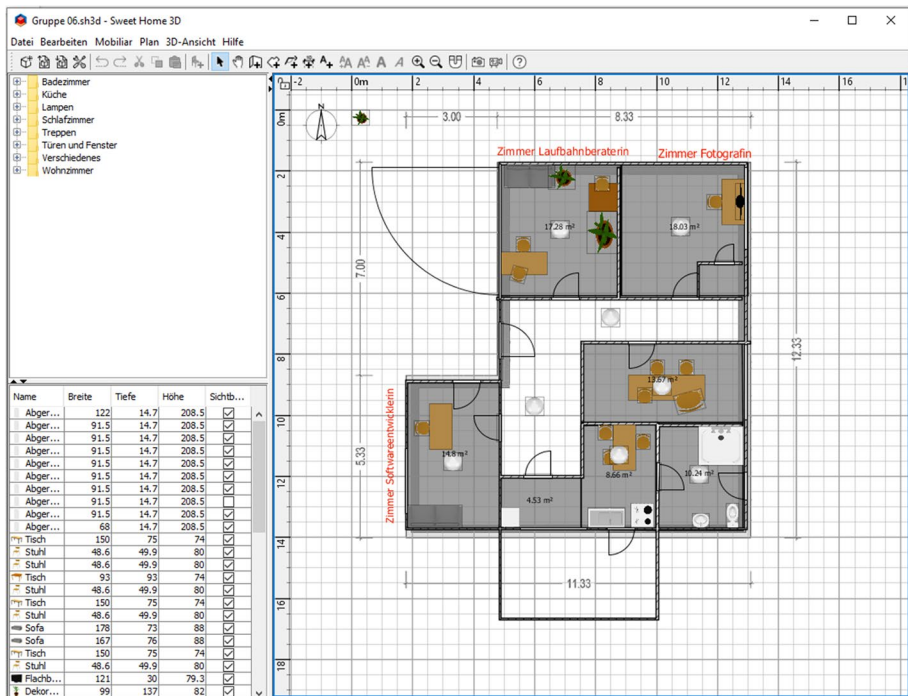 Gruppe 06.sh3d - Sweet Home 3D
Datei Bearbeiten Mobiliar Plan 3D-Ansicht Hilfe
Badezimmer
Küche
Lampen
Schlafzimmer
Treppen
Türen und Fenster
Verschiedenes
Wohnzimmer
Name Breite Tiefe Höhe Sichtb...
Abger... 122 14.7 208.5
Abger... 91.5 14.7 208.5
Abger... 91.5 14.7 208.5
Abger... 91.5 14.7 208.5
Abger... 91.5 14.7 208.5
Abger... 91.5 14.7 208.5
Abger... 91.5 14.7 208.5
Abger... 91.5 14.7 208.5
Abger... 91.5 14.7 208.5
Abger... 68 14.7 208.5
Tisch 150 75 74
Stuhl 48.6 49.9 80
Stuhl 48.6 49.9 80
Tisch 93 93 74
Stuhl 48.6 49.9 80
Tisch 150 75 74
Stuhl 48.6 49.9 80
Sofa 178 73 88
Sofa 167 76 88
Tisch 150 75 74
Stuhl 48.6 49.9 80
Flachb... 121 30 79.3
Dekor... 99 137 82
-2 0m 2 4 6 8 10 12 14 16
0m
2
4
6
8
10
12
14
16
18
N
3.00 8.33
Zimmer Laufbahnberaterin Zimmer Fotografin
17.28 m² 18.03 m²
7.00
12.33
13.67 m²
Zimmer Softwareentwicklerin
5.33
14.8 m²
8.66 m²
10.24 m²
4.53 m²
11.33